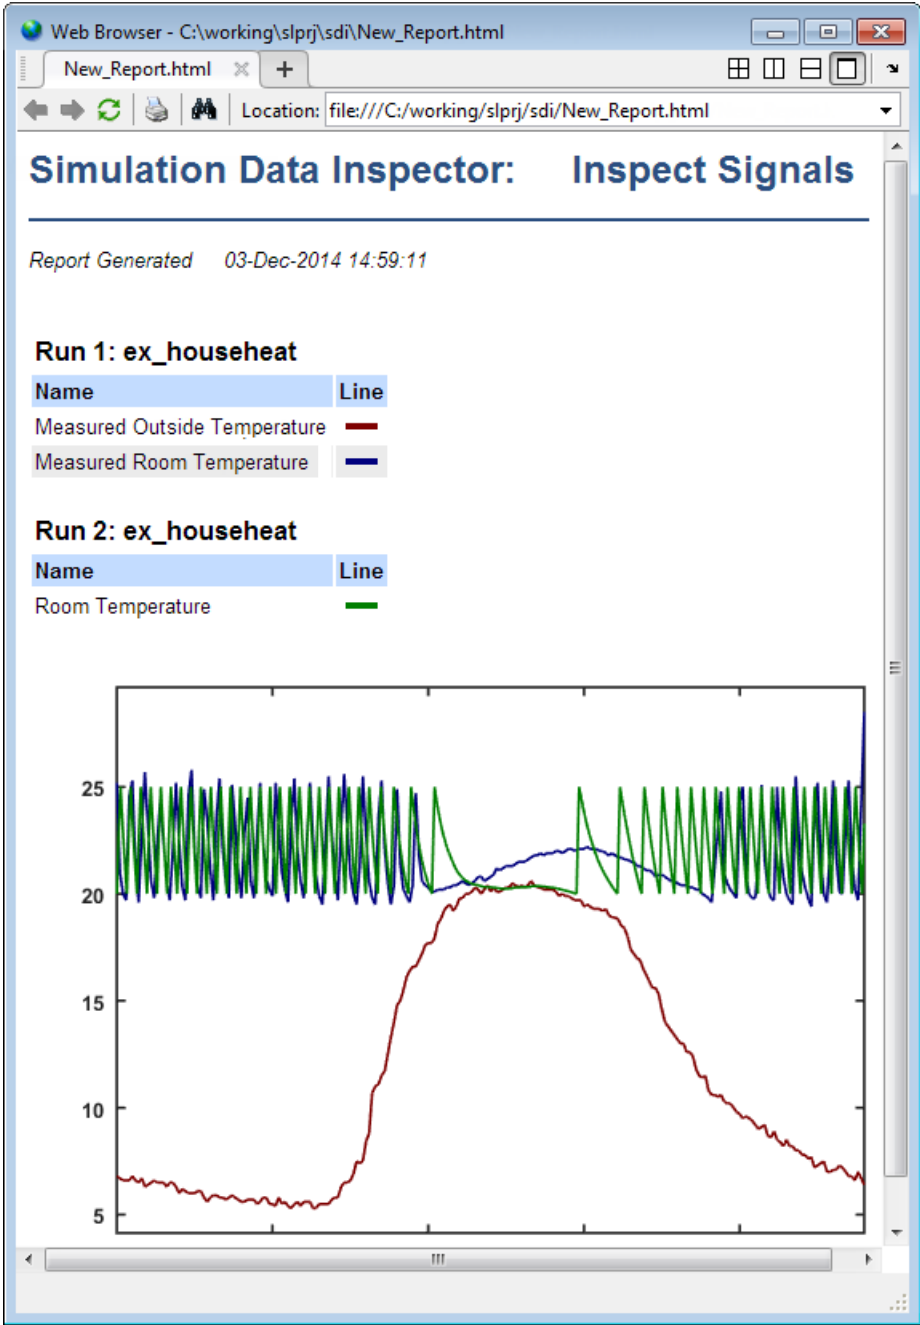 Web Browser - C:\working\slprj\sdi\New_Report.html
New_Report.html
Location: file:///C:/working/slprj/sdi/New_Report.html
Simulation Data Inspector: Inspect Signals
Report Generated 03-Dec-2014 14:59:11
Run 1: ex_househeat
Name Line
Measured Outside Temperature
Measured Room Temperature
Run 2: ex_househeat
Name Line
Room Temperature
25
20
15
10
5